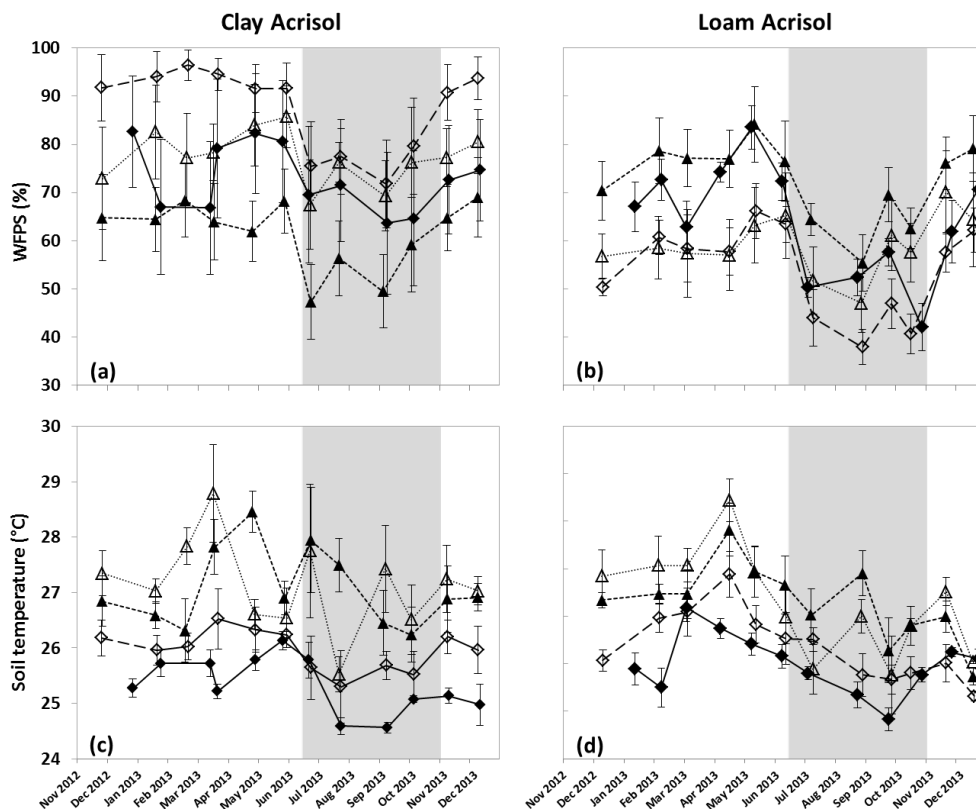 Clay Acrisol
Loam Acrisol
WFPS (%)
100
90
80
70
60
50
40
30
(a)
(b)
Soil temperature (°C)
30
29
28
27
26
25
24
(c)
(d)
Nov 2012
Dec 2012
Jan 2013
Feb 2013
Mar 2013
Apr 2013
May 2013
Jun 2013
Jul 2013
Aug 2013
Sep 2013
Oct 2013
Nov 2013
Dec 2013
Nov 2012
Dec 2012
Jan 2013
Feb 2013
Mar 2013
Apr 2013
May 2013
Jun 2013
Jul 2013
Aug 2013
Sep 2013
Oct 2013
Nov 2013
Dec 2013